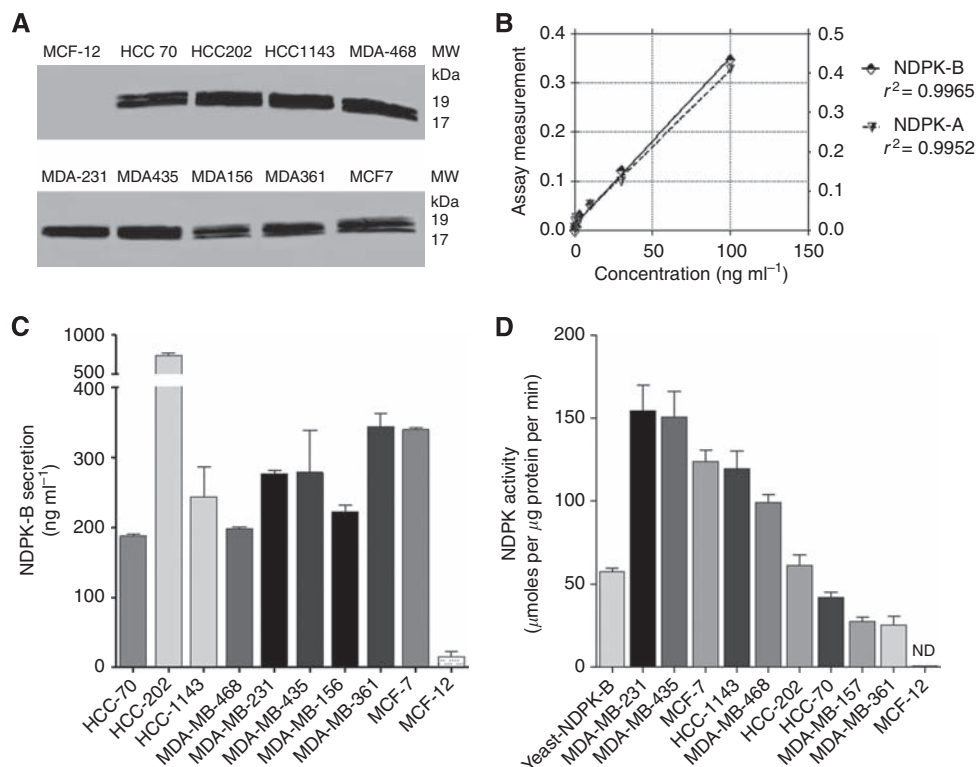 A
MCF-12 HCC 70 HCC202 HCC1143 MDA-468 MW
kDa
19
17
MDA-231 MDA435 MDA156 MDA361 MCF7 MW
kDa
19
17
B
0.4
0.3
0.2
0.1
0.0
Assay measurement
0.5
0.4
0.3
0.2
0.1
0.0
0 50 100 150
Concentration (ng ml⁻¹)
NDPK-B
r² = 0.9965
NDPK-A
r² = 0.9952
C
1000
500
400
300
200
100
0
NDPK-B secretion
(ng ml⁻¹)
HCC-70
HCC-202
HCC-1143
MDA-MB-468
MDA-MB-231
MDA-MB-435
MDA-MB-156
MDA-MB-361
MCF-7
MCF-12
D
200
150
100
50
0
NDPK activity
(μmoles per μg protein per min)
ND
Yeast-NDPK-B
MDA-MB-231
MDA-MB-435
MCF-7
HCC-1143
MDA-MB-468
HCC-202
HCC-70
MDA-MB-157
MDA-MB-361
MCF-12